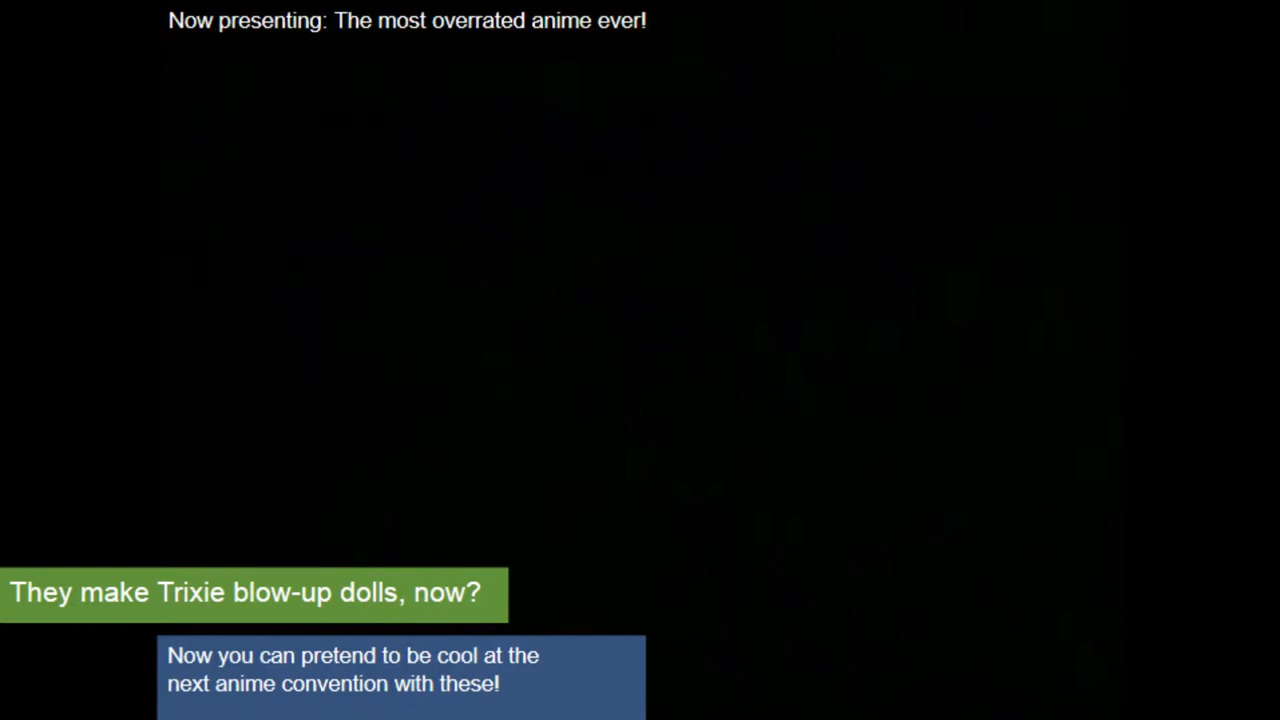 Now presenting: The most overrated anime ever!
They make Trixie blow-up dolls, now?
Now you can pretend to be cool at the
next anime convention with these!